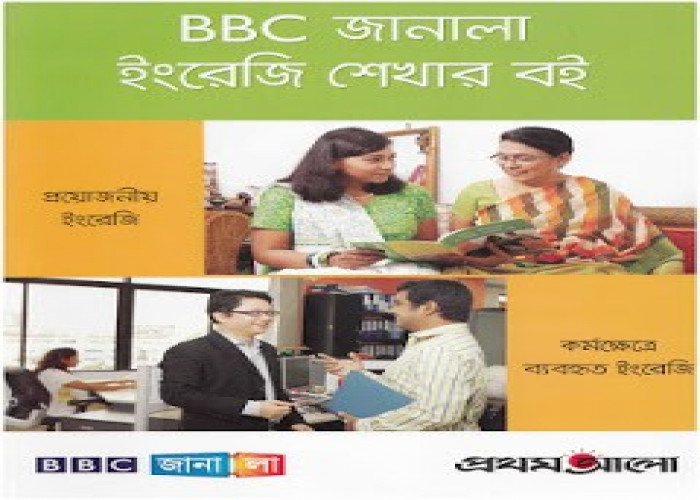 BBC জানালা
ইংরেজি শেখার বই
প্রয়োজনীয়
ইংরেজি
কর্মক্ষেত্রে
ব্যবহৃত ইংরেজি
BBC জানালা
প্রথম আলো